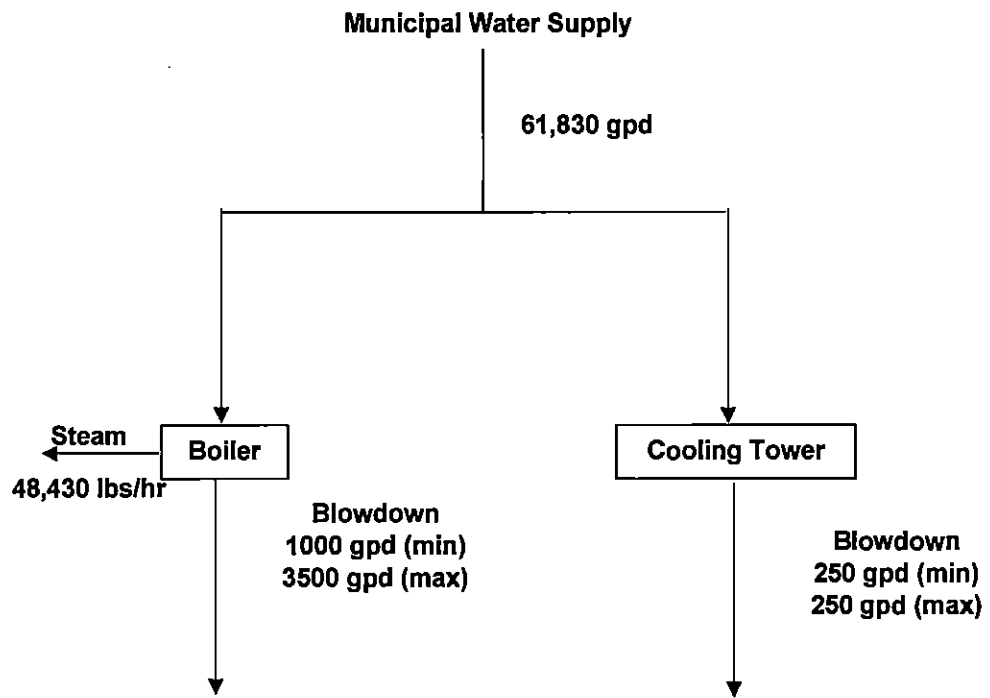 Municipal Water Supply
61,830 gpd
Steam
48,430 lbs/hr
Boiler
Blowdown
1000 gpd (min)
3500 gpd (max)
Cooling Tower
Blowdown
250 gpd (min)
250 gpd (max)